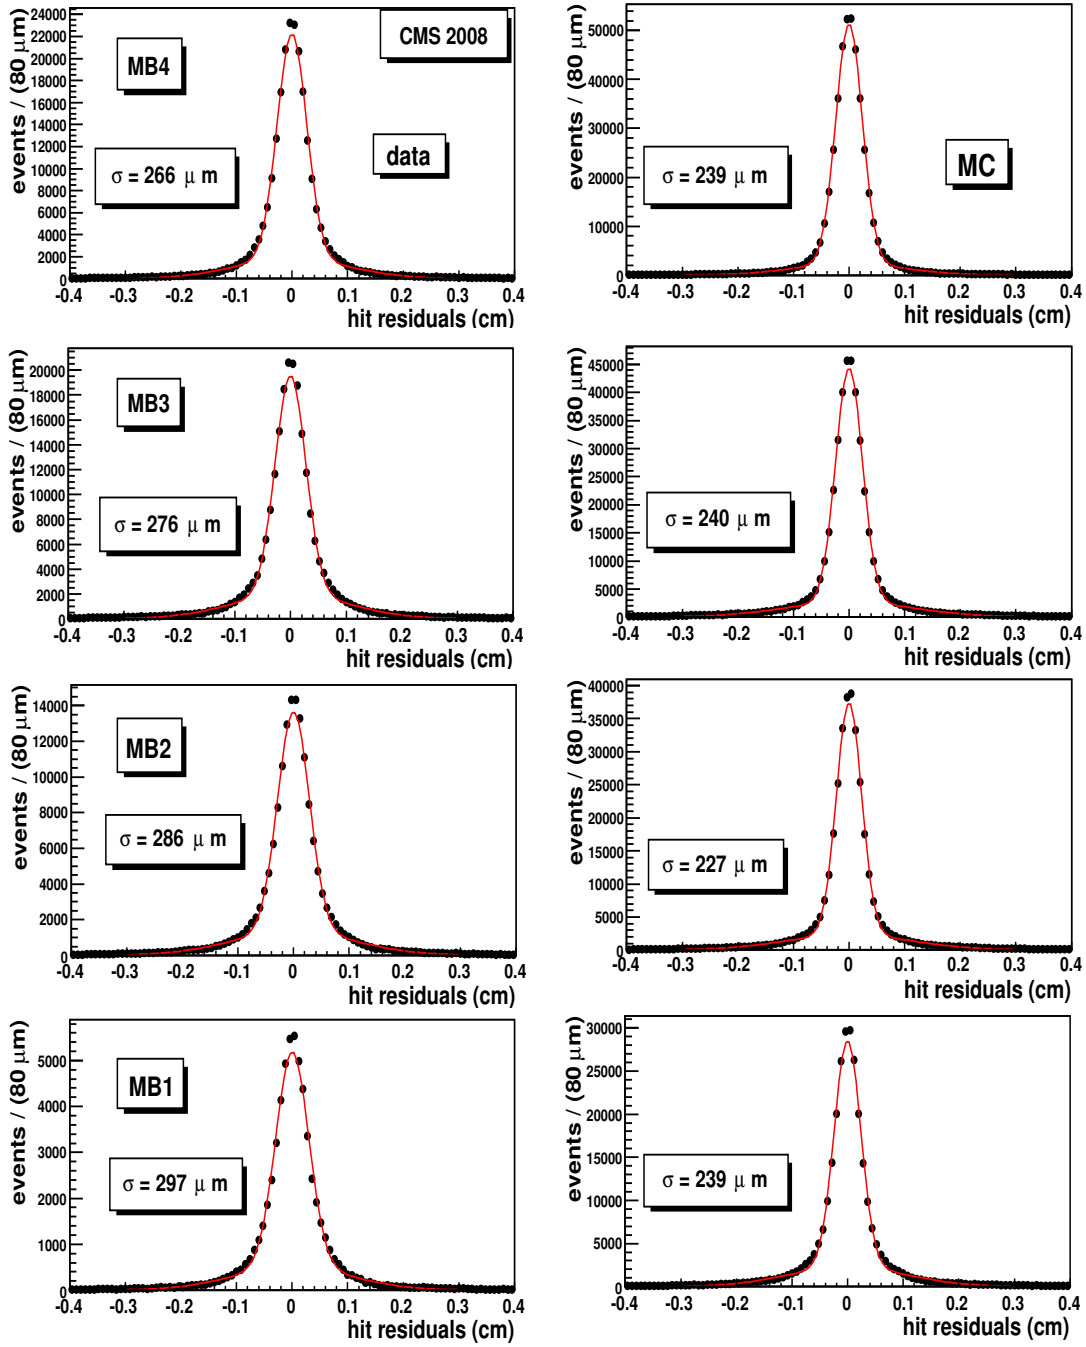 events / (80 μm)
24000
22000
20000
18000
16000
14000
12000
10000
8000
6000
4000
2000
0
MB4
CMS 2008
data
σ = 266 μ m
-0.4 -0.3 -0.2 -0.1 0 0.1 0.2 0.3 0.4
hit residuals (cm)
events / (80 μm)
50000
40000
30000
20000
10000
0
MC
σ = 239 μ m
-0.4 -0.3 -0.2 -0.1 0 0.1 0.2 0.3 0.4
hit residuals (cm)
events / (80 μm)
20000
18000
16000
14000
12000
10000
8000
6000
4000
2000
0
MB3
σ = 276 μ m
-0.4 -0.3 -0.2 -0.1 0 0.1 0.2 0.3 0.4
hit residuals (cm)
events / (80 μm)
45000
40000
35000
30000
25000
20000
15000
10000
5000
0
σ = 240 μ m
-0.4 -0.3 -0.2 -0.1 0 0.1 0.2 0.3 0.4
hit residuals (cm)
events / (80 μm)
14000
12000
10000
8000
6000
4000
2000
0
MB2
σ = 286 μ m
-0.4 -0.3 -0.2 -0.1 0 0.1 0.2 0.3 0.4
hit residuals (cm)
events / (80 μm)
40000
35000
30000
25000
20000
15000
10000
5000
0
σ = 227 μ m
-0.4 -0.3 -0.2 -0.1 0 0.1 0.2 0.3 0.4
hit residuals (cm)
events / (80 μm)
5000
4000
3000
2000
1000
0
MB1
σ = 297 μ m
-0.4 -0.3 -0.2 -0.1 0 0.1 0.2 0.3 0.4
hit residuals (cm)
events / (80 μm)
30000
25000
20000
15000
10000
5000
0
σ = 239 μ m
-0.4 -0.3 -0.2 -0.1 0 0.1 0.2 0.3 0.4
hit residuals (cm)